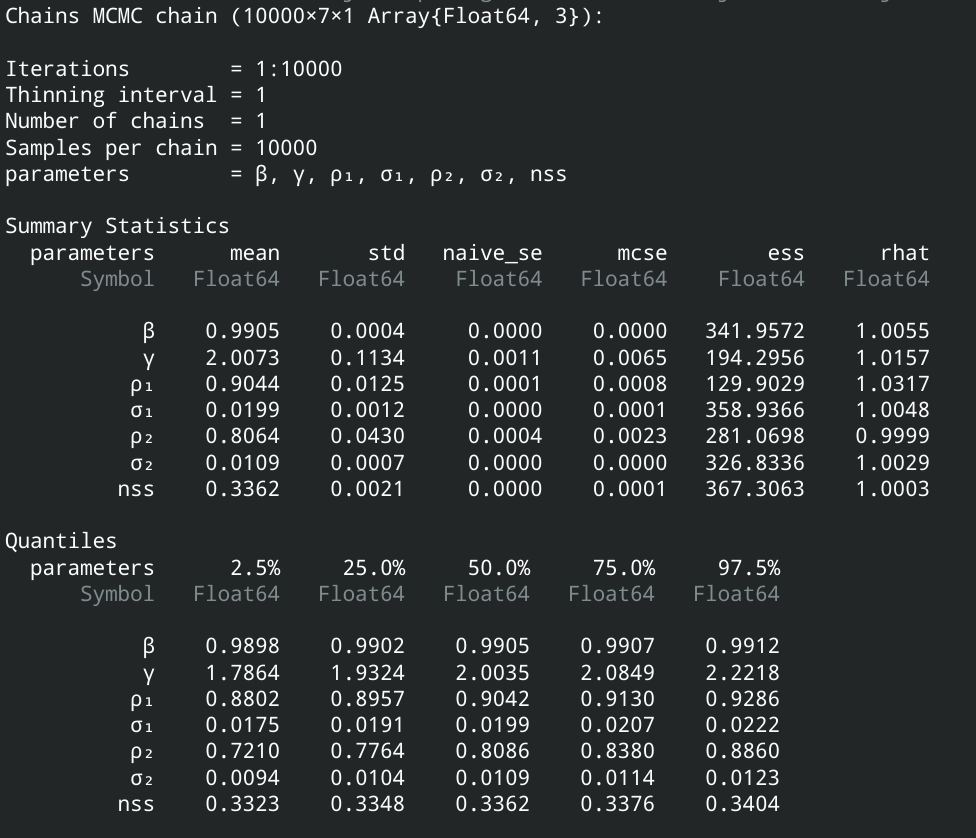 Chains MCMC chain (10000×7×1 Array{Float64, 3}):
Iterations = 1:10000
Thinning interval = 1
Number of chains = 1
Samples per chain = 10000
parameters = β, γ, ρ₁, σ₁, ρ₂, σ₂, nss
Summary Statistics
parameters mean std naive_se mcse ess rhat
Symbol Float64 Float64 Float64 Float64 Float64 Float64
β 0.9905 0.0004 0.0000 0.0000 341.9572 1.0055
γ 2.0073 0.1134 0.0011 0.0065 194.2956 1.0157
ρ₁ 0.9044 0.0125 0.0001 0.0008 129.9029 1.0317
σ₁ 0.0199 0.0012 0.0000 0.0001 358.9366 1.0048
ρ₂ 0.8064 0.0430 0.0004 0.0023 281.0698 0.9999
σ₂ 0.0109 0.0007 0.0000 0.0000 326.8336 1.0029
nss 0.3362 0.0021 0.0000 0.0001 367.3063 1.0003
Quantiles
parameters 2.5% 25.0% 50.0% 75.0% 97.5%
Symbol Float64 Float64 Float64 Float64 Float64
β 0.9898 0.9902 0.9905 0.9907 0.9912
γ 1.7864 1.9324 2.0035 2.0849 2.2218
ρ₁ 0.8802 0.8957 0.9042 0.9130 0.9286
σ₁ 0.0175 0.0191 0.0199 0.0207 0.0222
ρ₂ 0.7210 0.7764 0.8086 0.8380 0.8860
σ₂ 0.0094 0.0104 0.0109 0.0114 0.0123
nss 0.3323 0.3348 0.3362 0.3376 0.3404